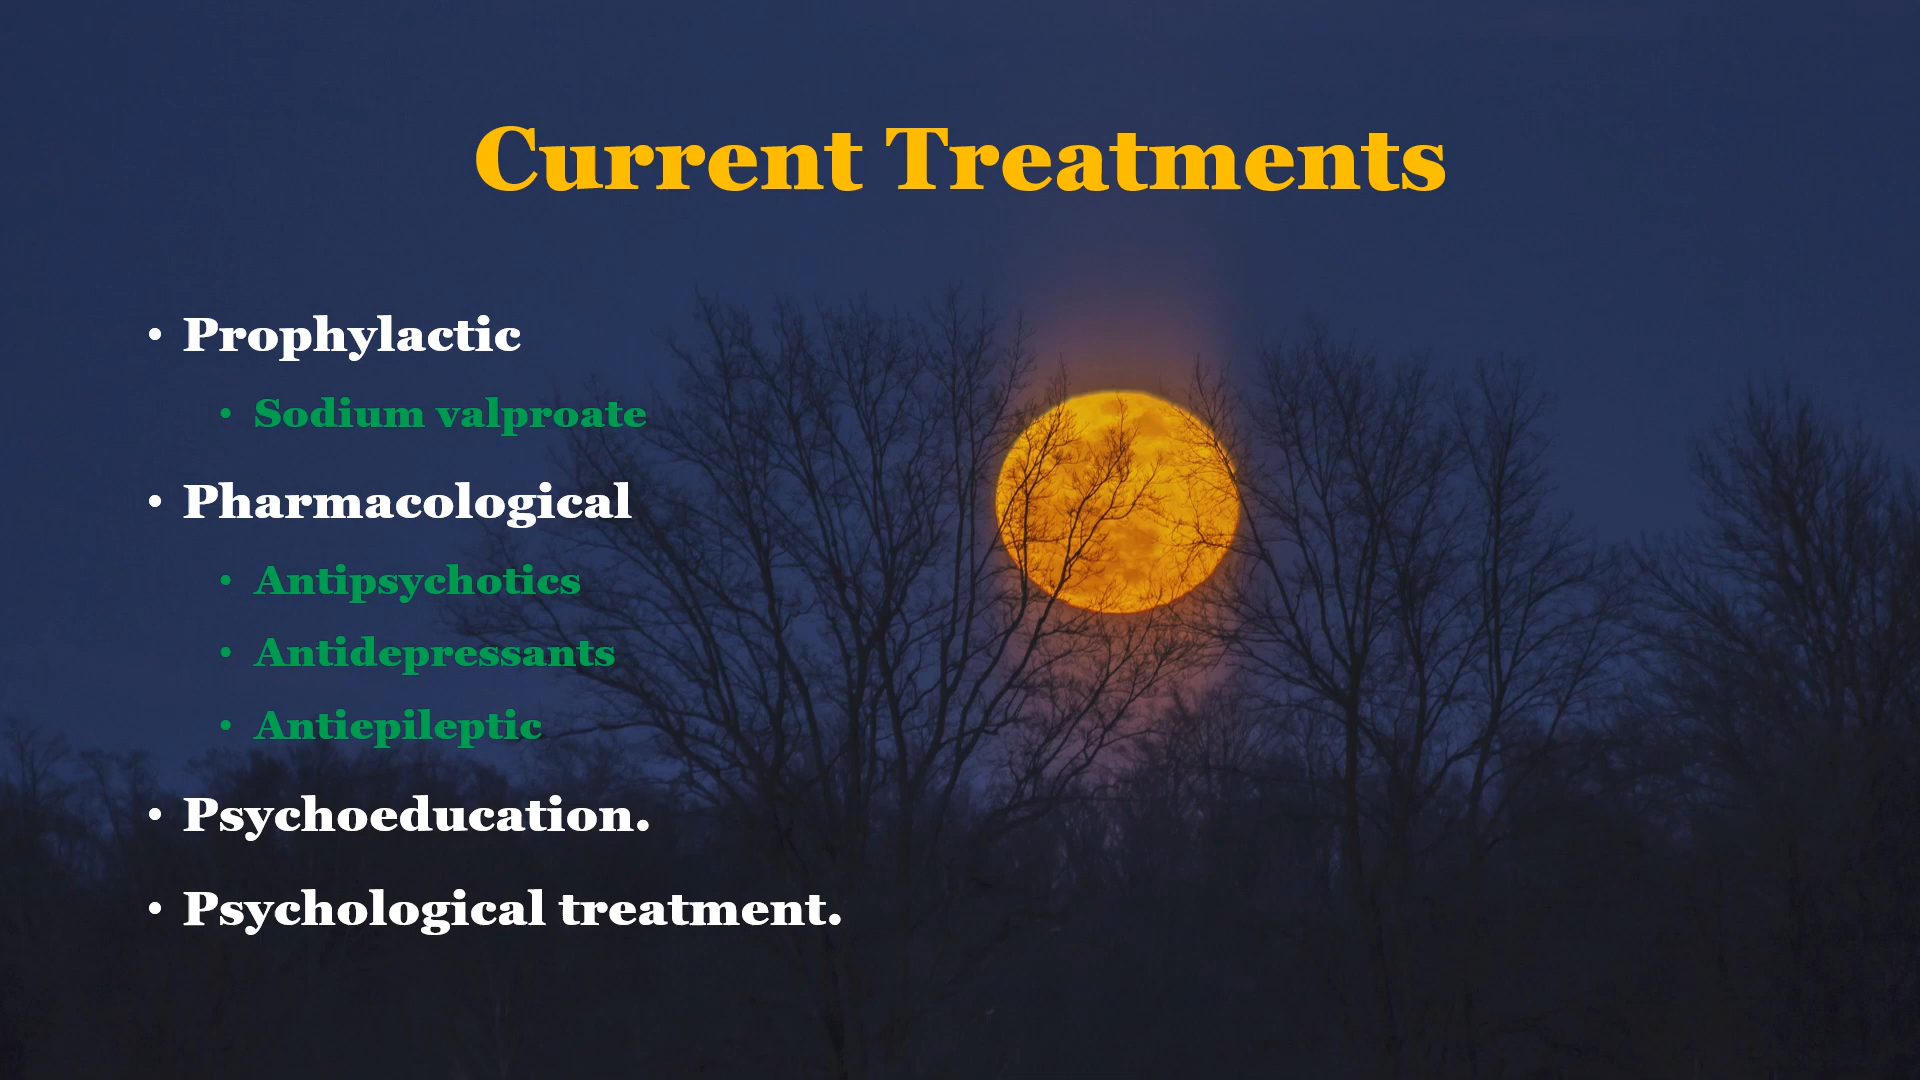 Current Treatments
• Prophylactic
• Sodium valproate
• Pharmacological
• Antipsychotics
• Antidepressants
• Antiepileptic
• Psychoeducation.
• Psychological treatment.